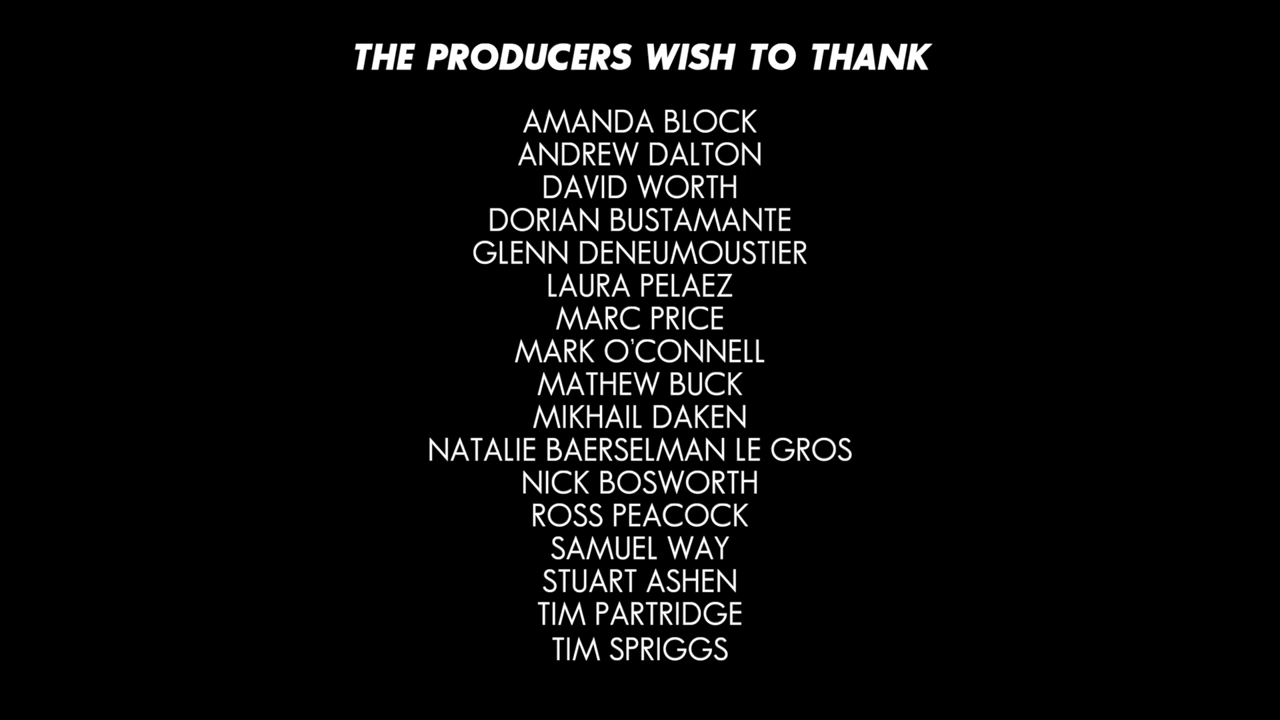 THE PRODUCERS WISH TO THANK
AMANDA BLOCK
ANDREW DALTON
DAVID WORTH
DORIAN BUSTAMANTE
GLENN DENEUMOUSTIER
LAURA PELAEZ
MARC PRICE
MARK O'CONNELL
MATHEW BUCK
MIKHAIL DAKEN
NATALIE BAERSELMAN LE GROS
NICK BOSWORTH
ROSS PEACOCK
SAMUEL WAY
STUART ASHEN
TIM PARTRIDGE
TIM SPRIGGS